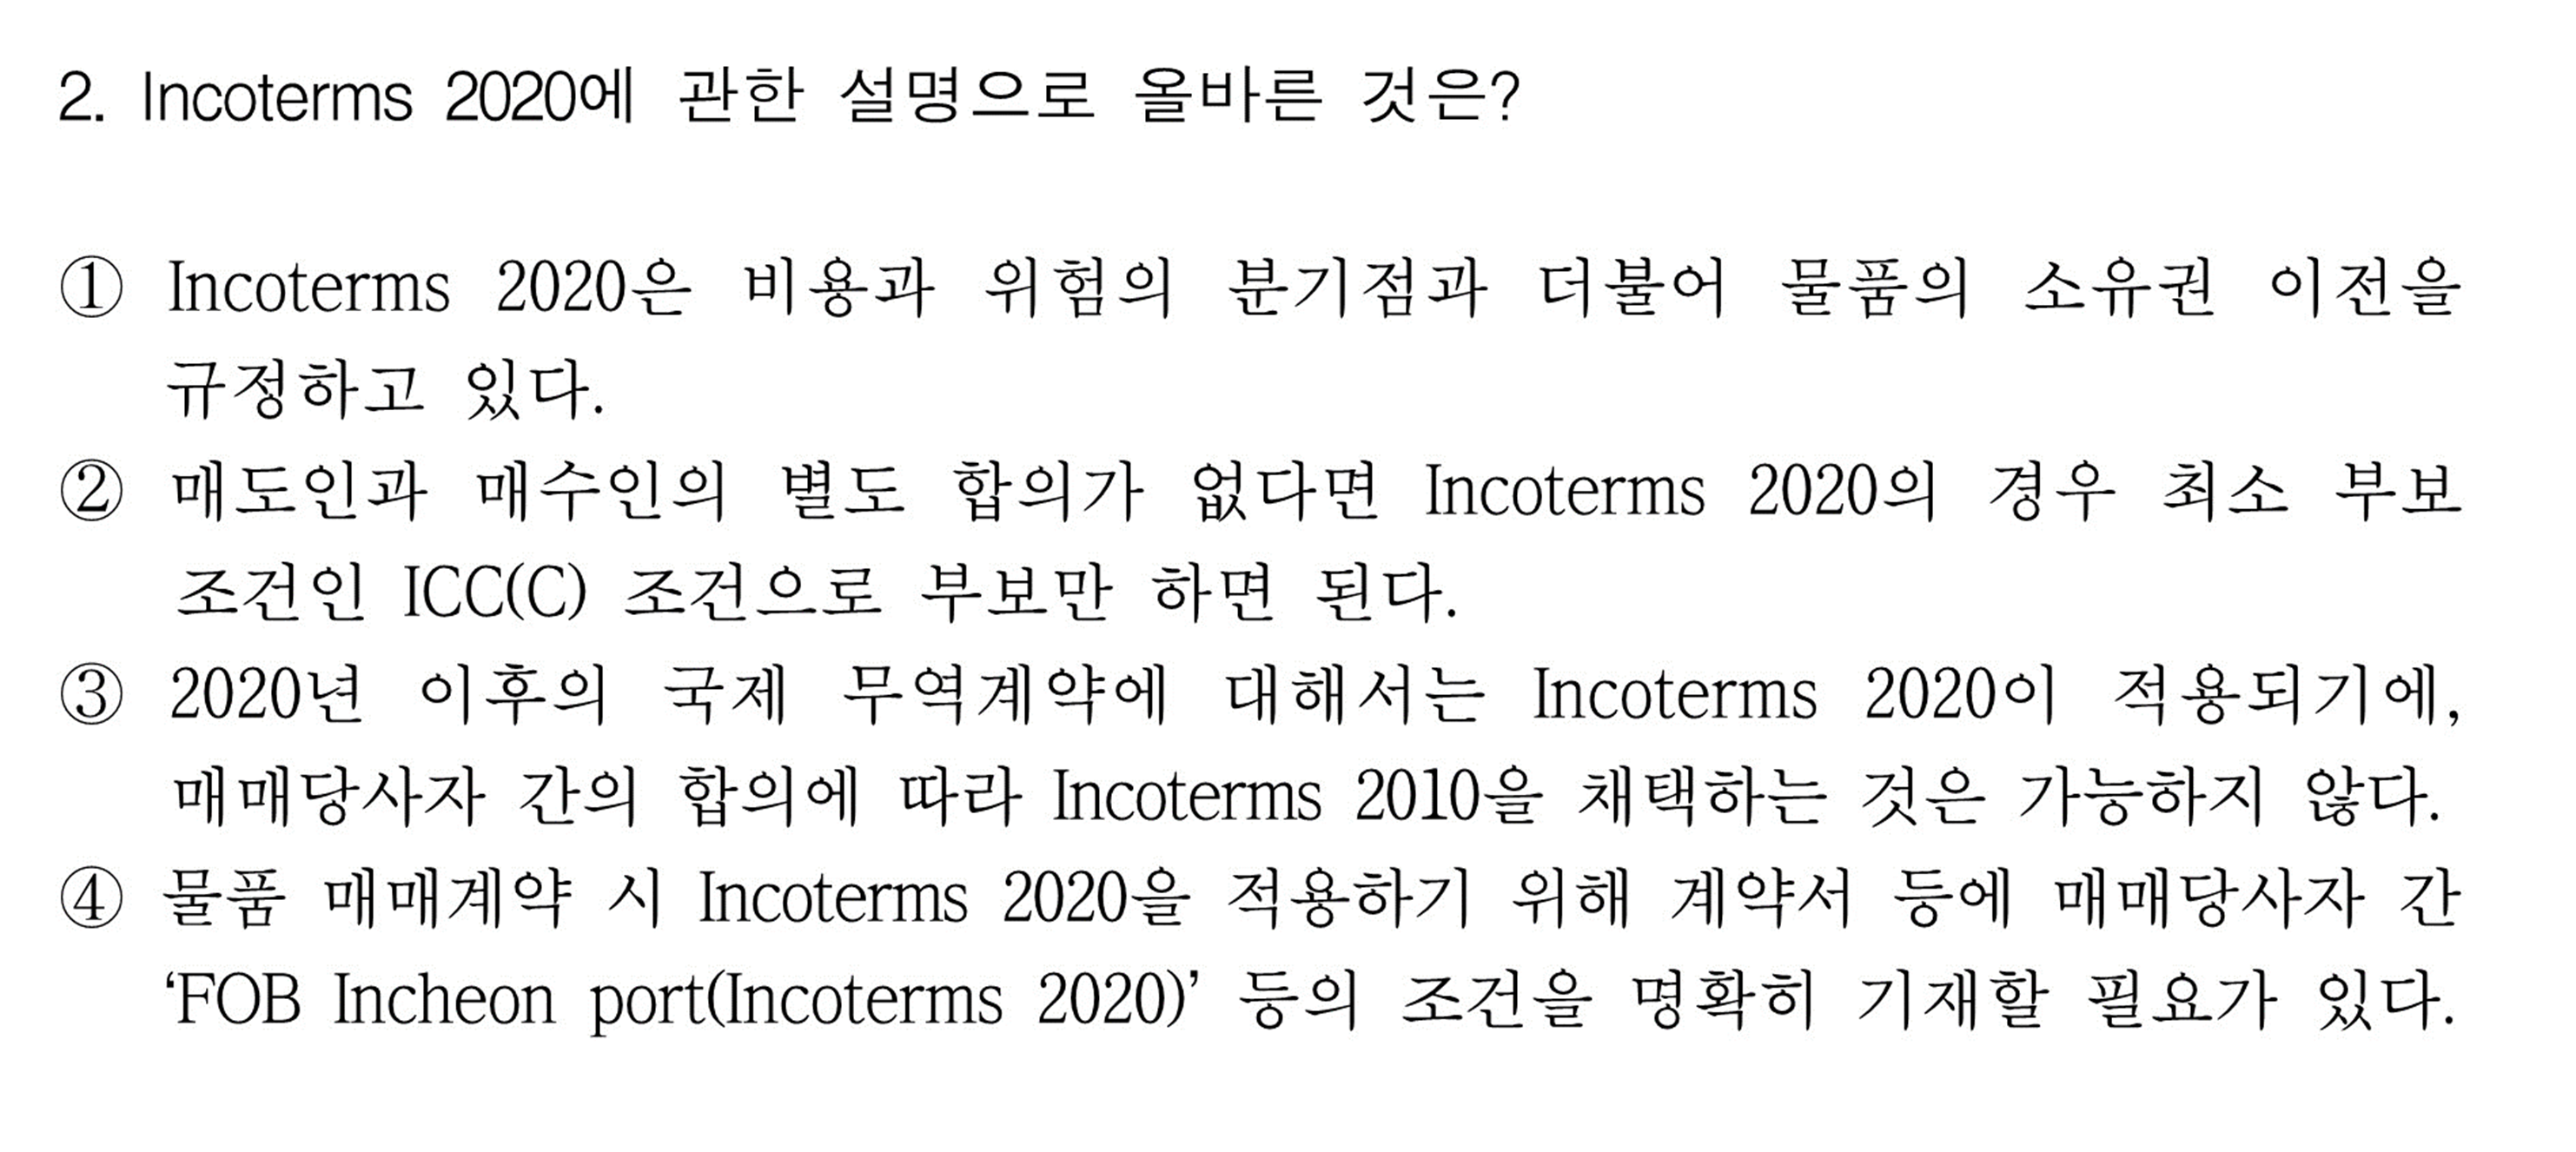 2. Incoterms 2020에 관한 설명으로 올바른 것은?
① Incoterms 2020은 비용과 위험의 분기점과 더불어 물품의 소유권 이전을
규정하고 있다.
② 매도인과 매수인의 별도 합의가 없다면 Incoterms 2020의 경우 최소 부보
조건인 ICC(C) 조건으로 부보만 하면 된다.
③ 2020년 이후의 국제 무역계약에 대해서는 Incoterms 2020이 적용되기에,
매매당사자 간의 합의에 따라 Incoterms 2010을 채택하는 것은 가능하지 않다.
④ 물품 매매계약 시 Incoterms 2020을 적용하기 위해 계약서 등에 매매당사자 간
‘FOB Incheon port(Incoterms 2020)’ 등의 조건을 명확히 기재할 필요가 있다.